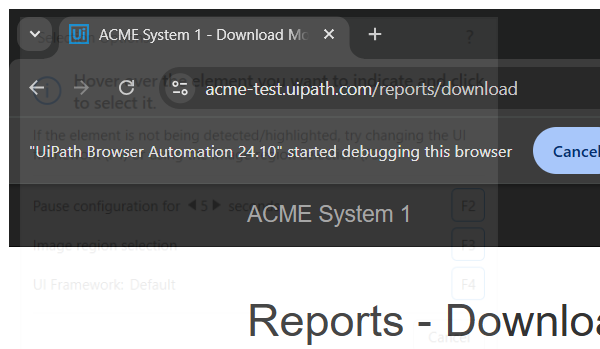 ACME System 1 - Download Mo
Selection Options ?
Hover over the element you want to indicate and click
to select it.
acme-test.uipath.com/reports/download
If the element is not being detected/highlighted, try changing the UI
"UiPath Browser Automation 24.10" started debugging this browser
Cancel
Pause configuration for 5 seconds F2
ACME System 1
Image region selection F3
UI Framework: Default F4
Reports - Downloa
Cancel